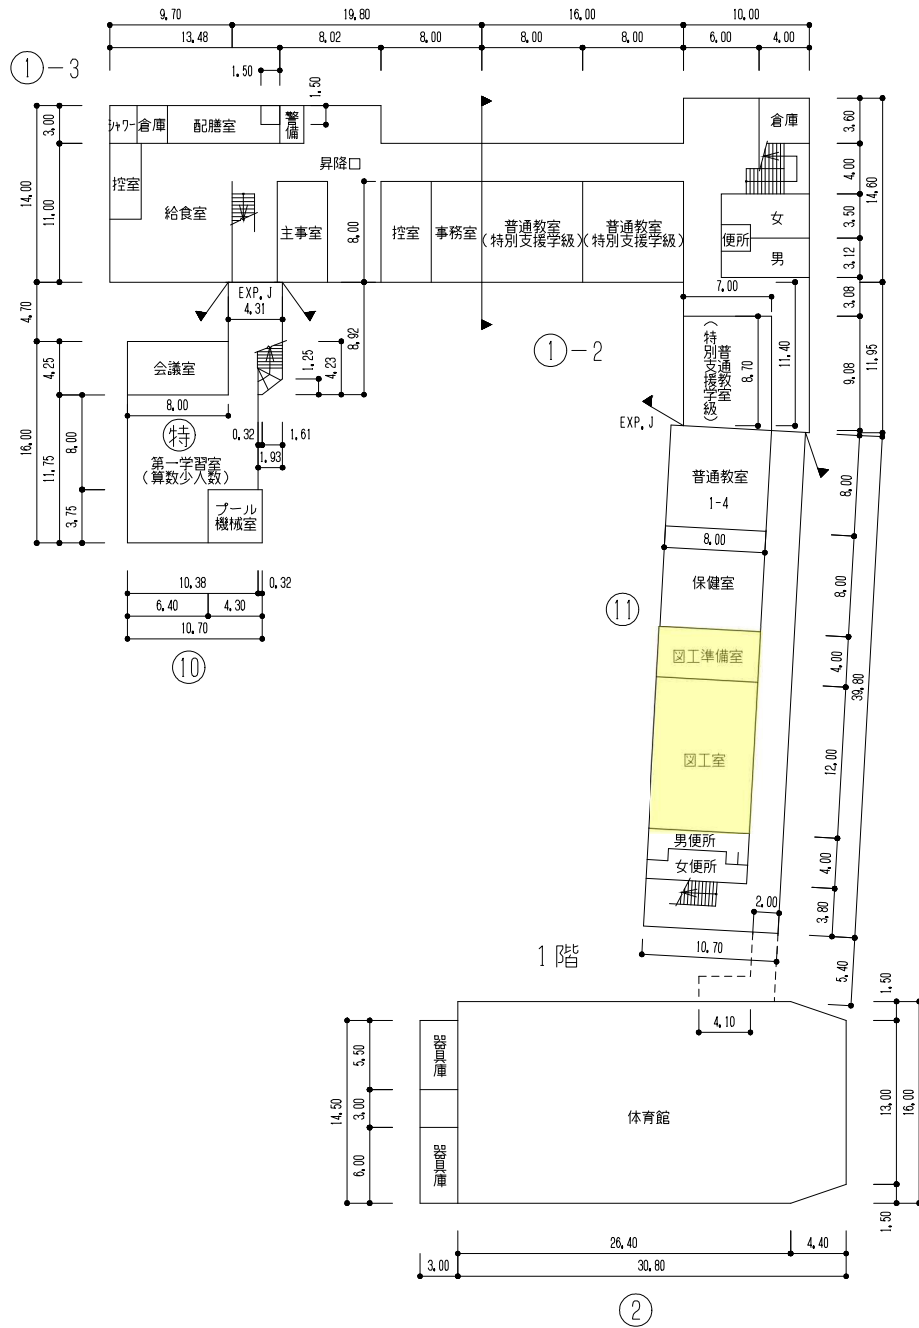 9.70
19.80
16.00
10.00
13.48
8.02
8.00
8.00
8.00
6.00
4.00
①-3
1.50
1.50
シャワー
倉庫
配膳室
警備
倉庫
3.00
14.00
11.00
3.60
4.00
14.60
3.50
3.12
昇降口
控室
給食室
主事室
8.00
控室
事務室
普通教室
(特別支援学級)
普通教室
(特別支援学級)
女
便所
男
EXP.J
4.31
7.00
3.08
4.70
8.92
①-2
11.40
9.08
11.95
会議室
1.25
4.23
4.25
普通教室
(特別支援学級)
8.70
8.00
特
0.32
1.61
1.93
EXP.J
16.00
11.75
8.00
3.75
第一学習室
(算数少人数)
プール
機械室
普通教室
1-4
8.00
8.00
10.38
0.32
6.40
4.30
10.70
⑩
保健室
8.00
⑪
図工準備室
4.00
39.80
図工室
12.00
男便所
女便所
4.00
2.00
3.80
10.70
1階
5.40
4.10
1.50
器具庫
5.50
14.50
3.00
6.00
器具庫
体育館
13.00
16.00
1.50
26.40
4.40
3.00
30.80
②